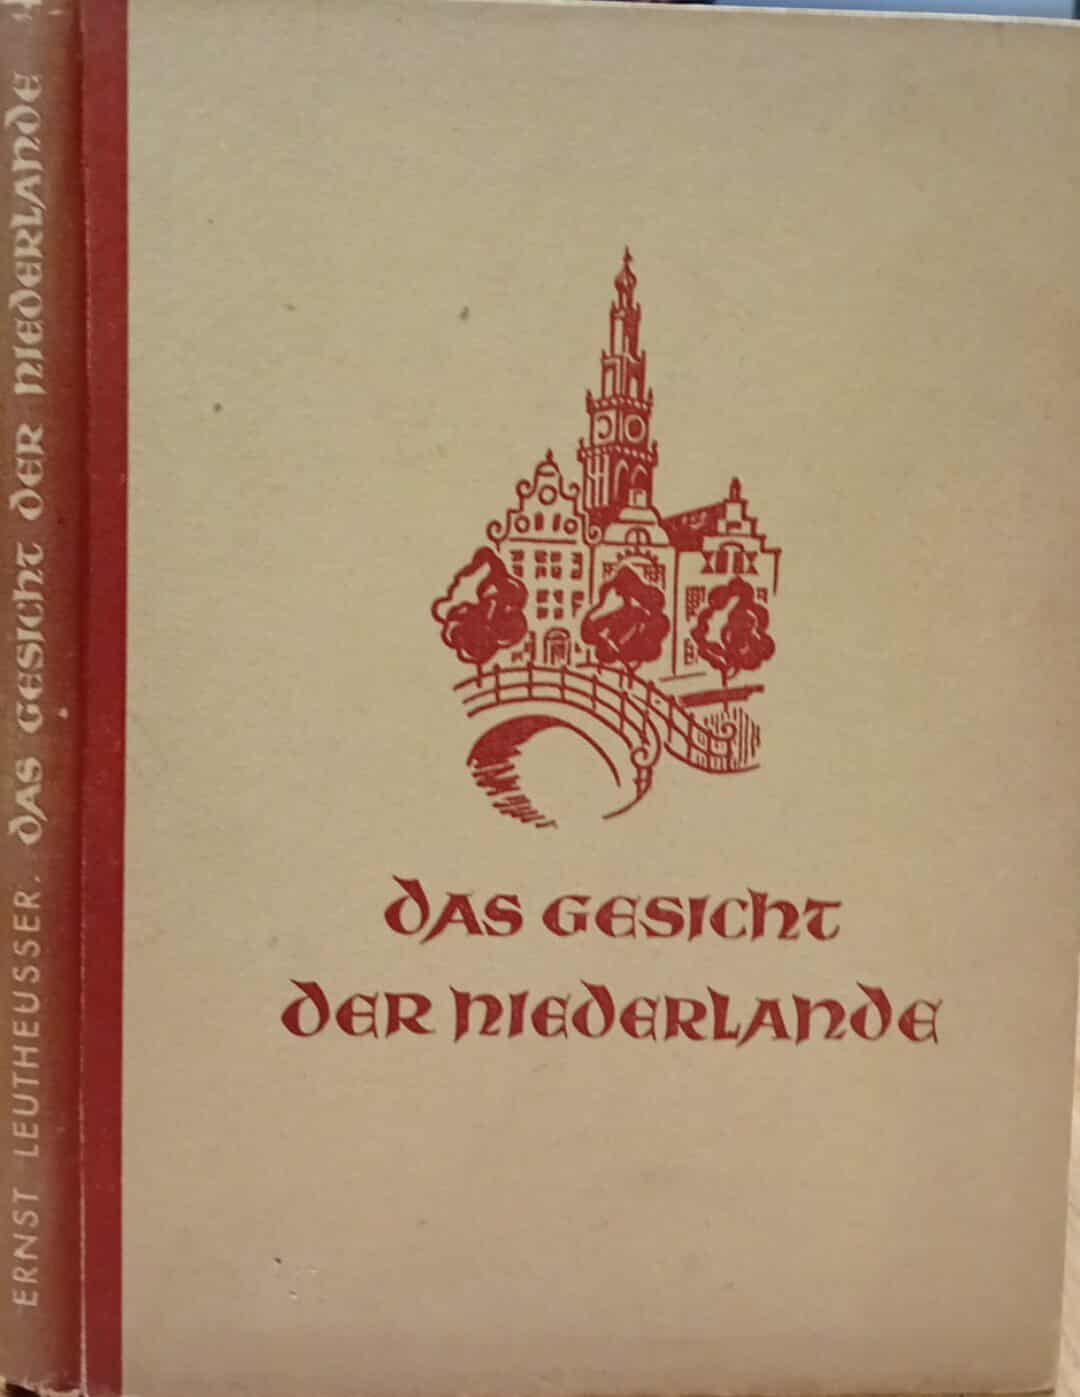 ERNST LEUTHEUSSER. DAS GESICHT DER NIEDERLANDE
DAS GESICHT
DER NIEDERLANDE